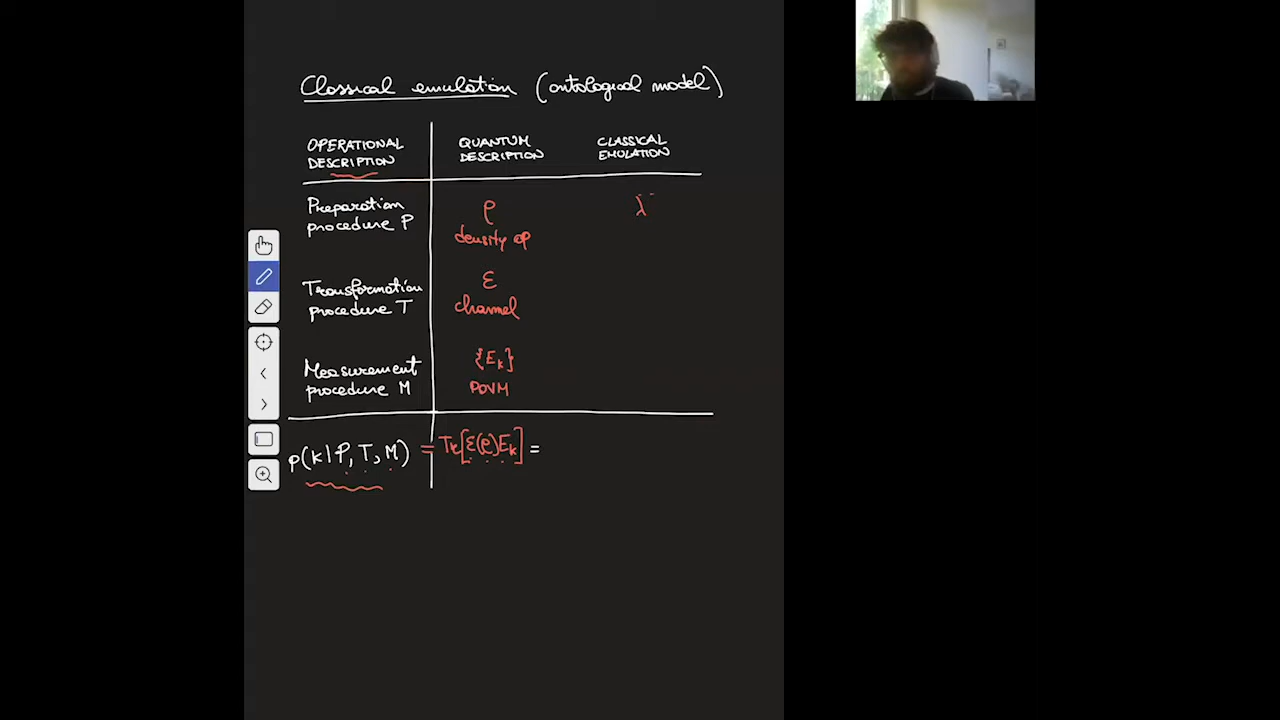 Classical emulation (ontological model)
OPERATIONAL DESCRIPTION
QUANTUM DESCRIPTION
CLASSICAL EMULATION
Preparation procedure P
ρ
density op
λ
Transformation procedure T
ε
channel
Measurement procedure M
{E_k}
POVM
p(k|P,T,M) = Tr[ε(ρ)E_k] =